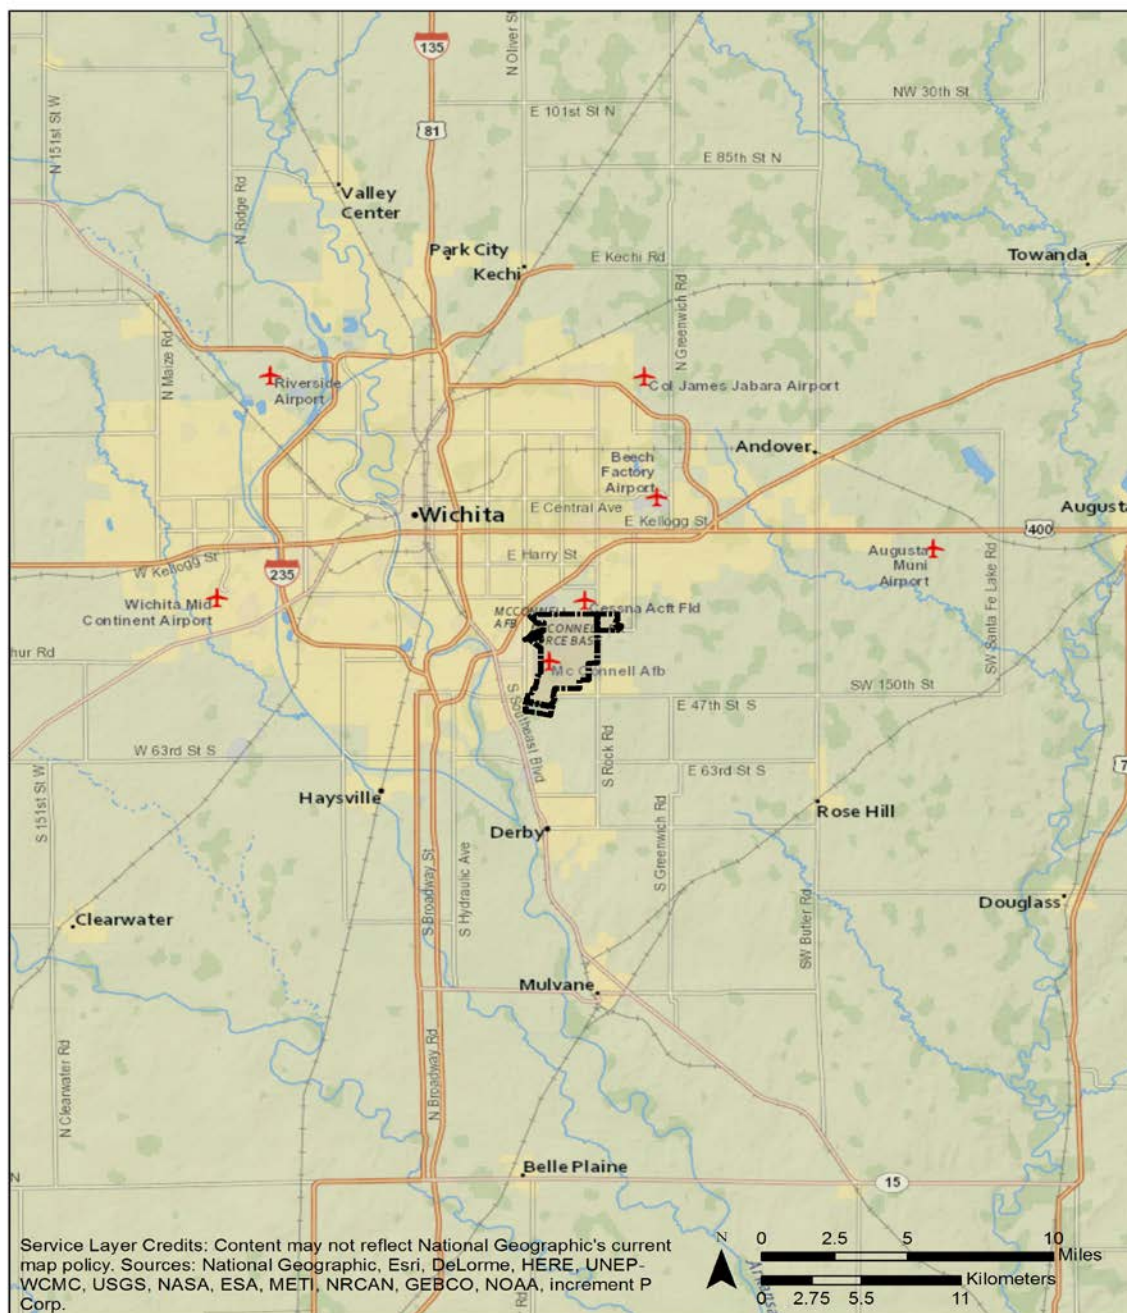 135
N Oliver St
NW 30th St
N 151st St W
E 101st St N
81
E 85th St N
Valley
Center
N Ridge Rd
Park City
Kechi
E Kechi Rd
Towanda
N Greenwich Rd
N Maize Rd
Riverside
Airport
Col James Jabara Airport
Beech
Factory
Airport
Andover
Wichita
E Central Ave
E Kellogg St
Augusta
400
E Harry St
W Kellogg St
235
Augusta
Muni
Airport
Wichita Mid
Continent Airport
MCCONNELL
AFB
Cessna Acft Fld
SW Santa Fe Lake Rd
hur Rd
Mc Connell Afb
SW 150th St
E 47th St S
S Southeast Blvd
S Rock Rd
W 63rd St S
E 63rd St S
7
S 151st St W
Haysville
Rose Hill
Derby
S Greenwich Rd
S Broadway St
S Hydraulic Ave
Clearwater
SW Butler Rd
Douglass
Mulvane
N Clearwater Rd
N Broadway Rd
Belle Plaine
N
15
Service Layer Credits: Content may not reflect National Geographic's current
map policy. Sources: National Geographic, Esri, DeLorme, HERE, UNEP-
WCMC, USGS, NASA, ESA, METI, NRCAN, GEBCO, NOAA, increment P
Corp.
N
0 2.5 5 10
Miles
Kilometers
0 2.75 5.5 11